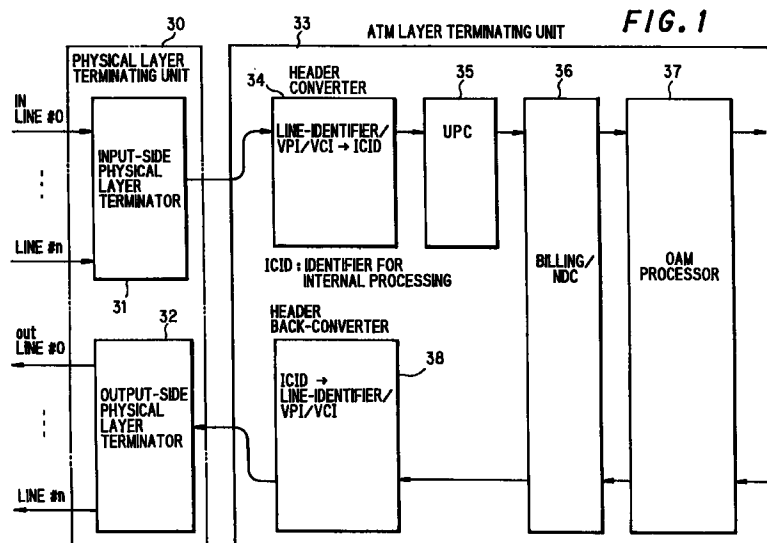 FIG. 1
30
33
ATM LAYER TERMINATING UNIT
PHYSICAL LAYER
TERMINATING UNIT
34
HEADER
CONVERTER
35
36
37
IN
LINE #0
INPUT-SIDE
PHYSICAL
LAYER
TERMINATOR
LINE #n
31
LINE-IDENTIFIER/
VPI/VCI → ICID
UPC
BILLING/
NDC
OAM
PROCESSOR
ICID : IDENTIFIER FOR
INTERNAL PROCESSING
32
HEADER
BACK-CONVERTER
38
out
LINE #0
OUTPUT-SIDE
PHYSICAL
LAYER
TERMINATOR
LINE #n
ICID →
LINE-IDENTIFIER/
VPI/VCI